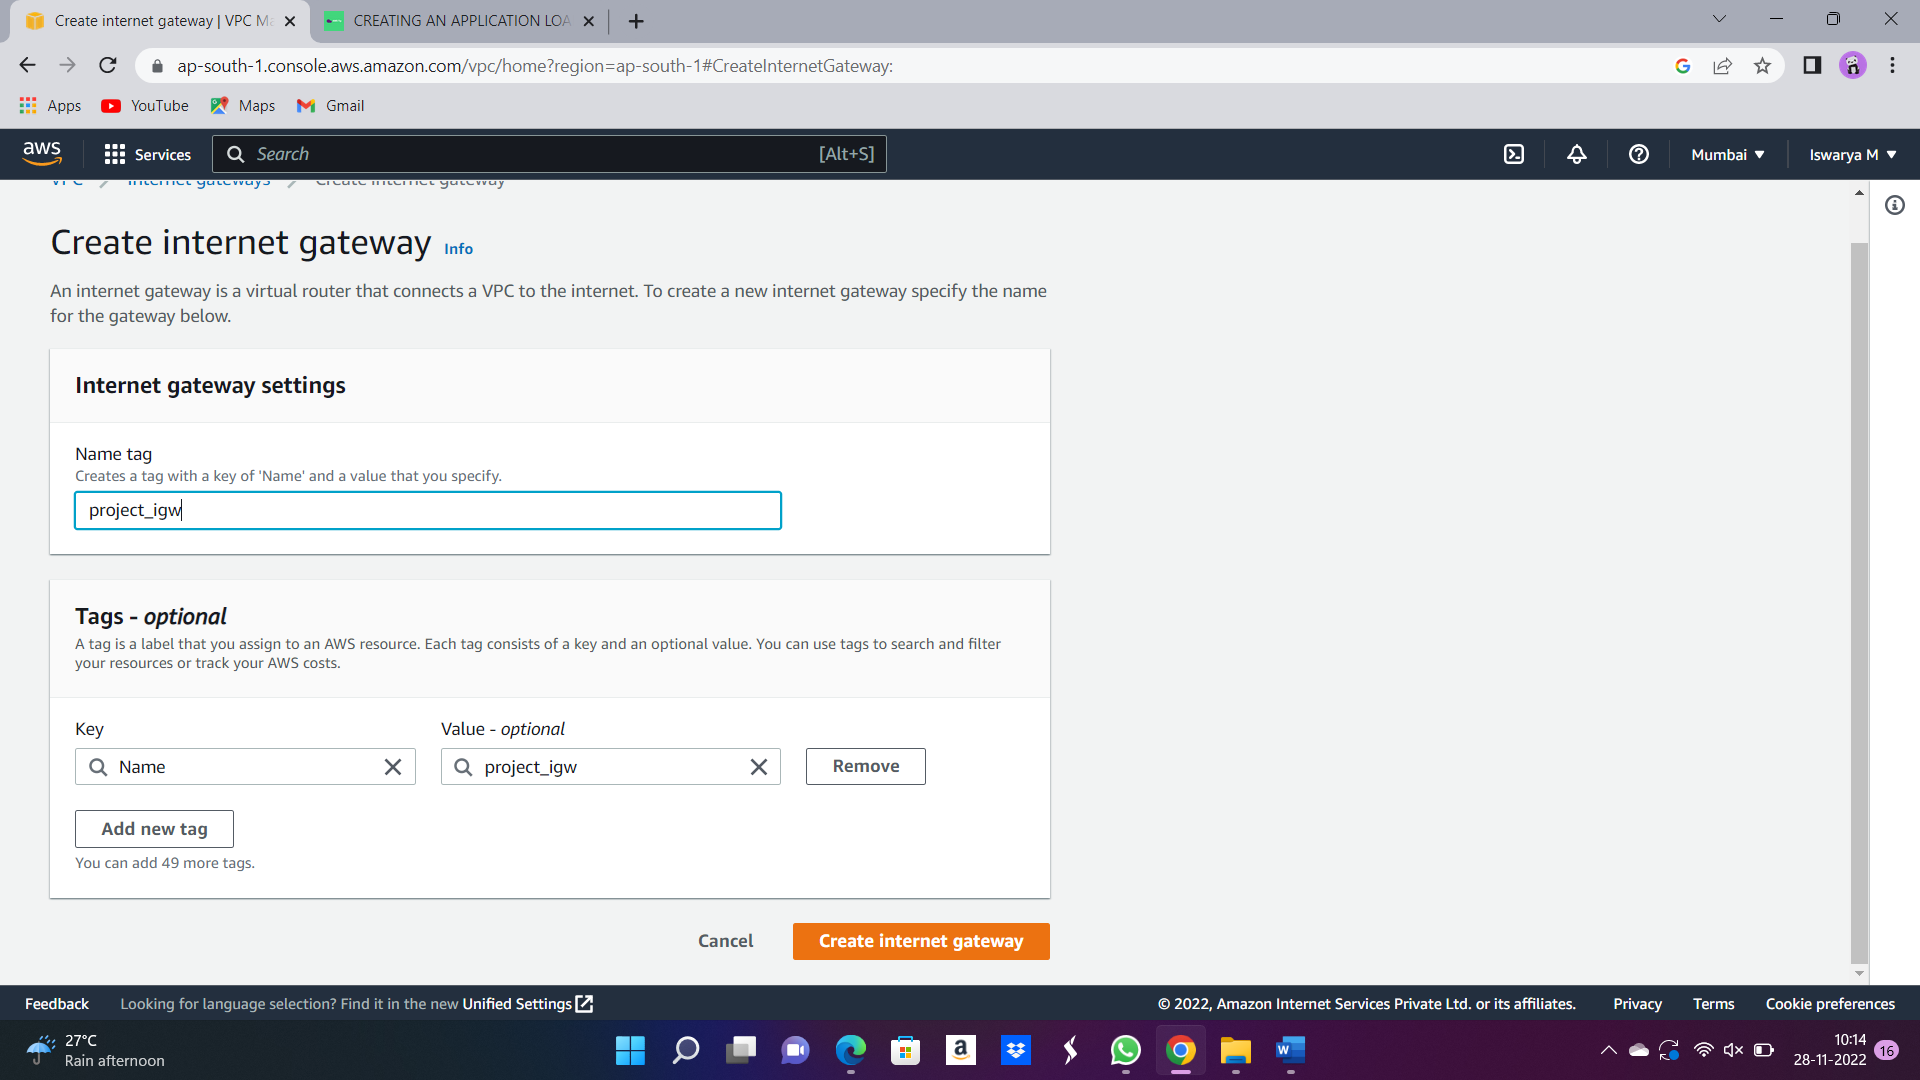 Create internet gateway | VPC Ma
CREATING AN APPLICATION LOA
ap-south-1.console.aws.amazon.com/vpc/home?region=ap-south-1#CreateInternetGateway:
Apps YouTube Maps Gmail
aws Services Search [Alt+S] Mumbai Iswarya M
VPC Internet gateways Create internet gateway
Create internet gateway Info
An internet gateway is a virtual router that connects a VPC to the internet. To create a new internet gateway specify the name
for the gateway below.
Internet gateway settings
Name tag
Creates a tag with a key of 'Name' and a value that you specify.
project_igw
Tags - optional
A tag is a label that you assign to an AWS resource. Each tag consists of a key and an optional value. You can use tags to search and filter
your resources or track your AWS costs.
Key Value - optional
Name project_igw Remove
Add new tag
You can add 49 more tags.
Cancel Create internet gateway
Feedback Looking for language selection? Find it in the new Unified Settings © 2022, Amazon Internet Services Private Ltd. or its affiliates. Privacy Terms Cookie preferences
27°C
Rain afternoon
10:14
28-11-2022 16